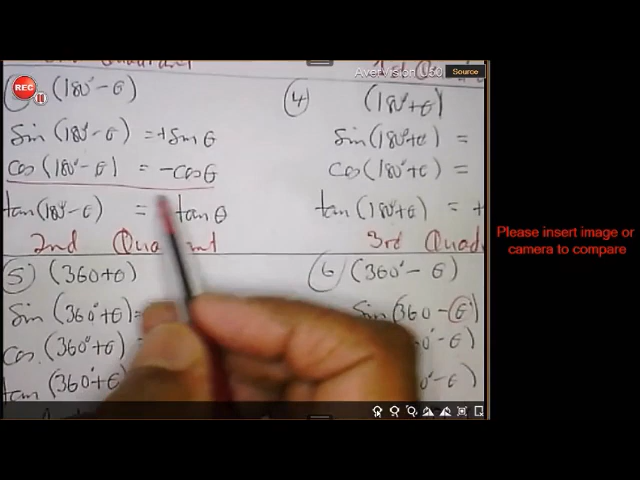 Quadrant
AverVision 50
Source
REC
(180° - θ)
sin (180° - θ) = +sin θ
cos (180° - θ) = -cos θ
tan (180° - θ) = tan θ
2nd Quadrant
4 (180° + θ)
sin (180° + θ) =
cos (180° + θ) =
tan (180° + θ) = +
3rd Quad
5) (360 + θ)
sin (360° + θ) =
cos (360° + θ)
tan (360° + θ)
6 (360° - θ)
sin (360 - θ)
° - θ)
° - θ)
Please insert image or
camera to compare